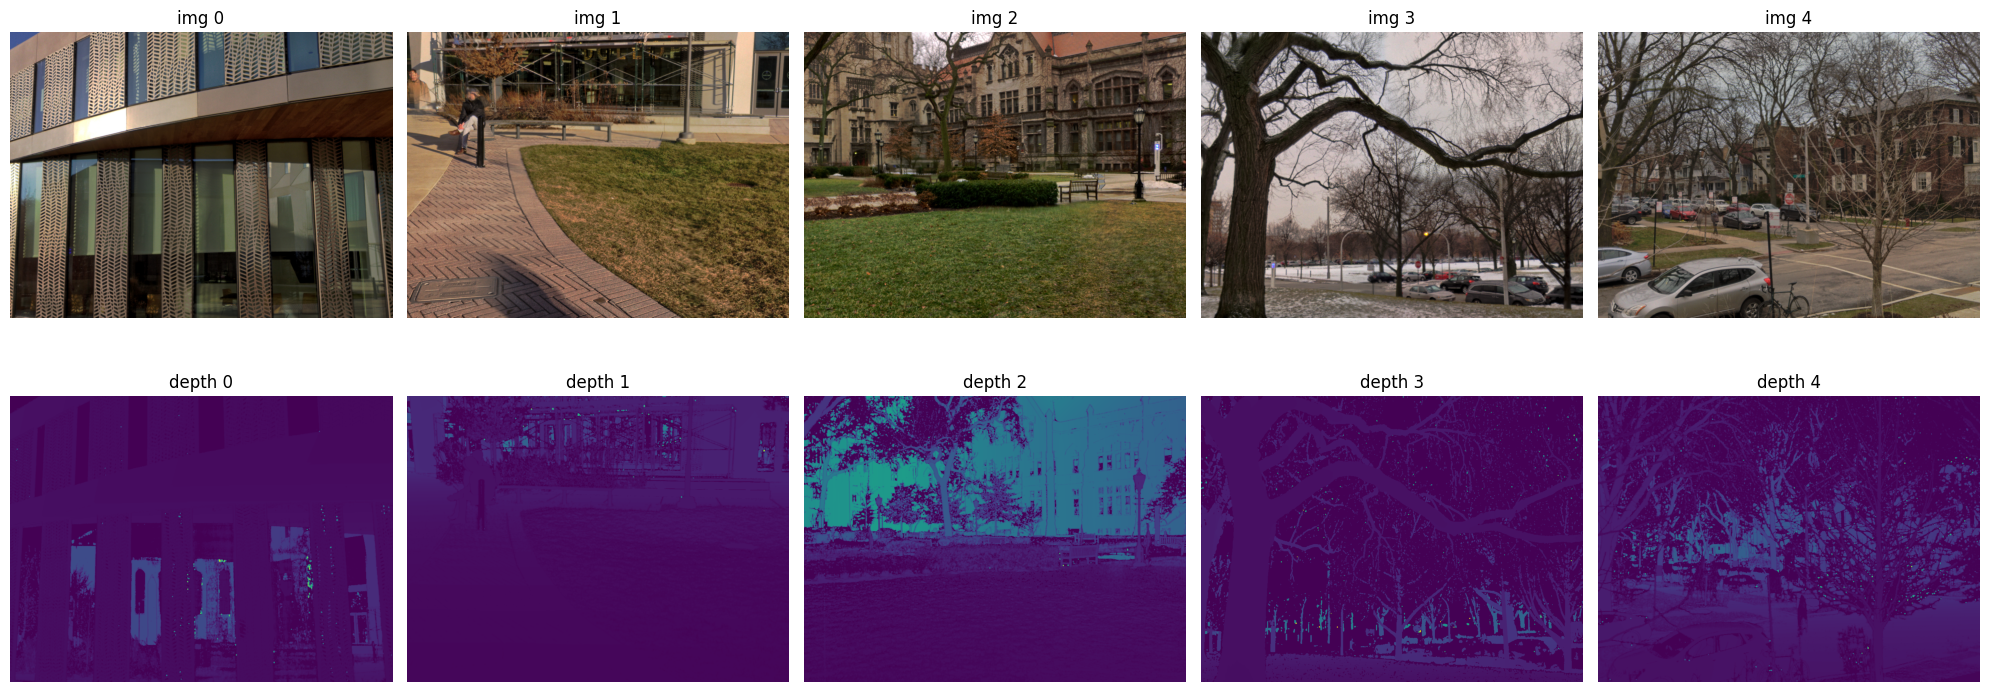 img 0
img 1
img 2
img 3
img 4
depth 0
depth 1
depth 2
depth 3
depth 4